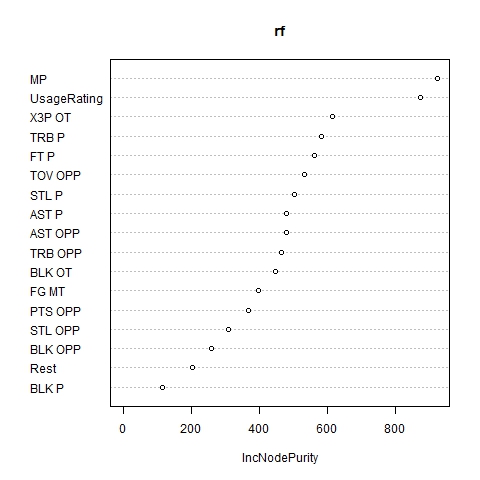 rf
MP
UsageRating
X3P OT
TRB P
FT P
TOV OPP
STL P
AST P
AST OPP
TRB OPP
BLK OT
FG MT
PTS OPP
STL OPP
BLK OPP
Rest
BLK P
0 200 400 600 800
IncNodePurity